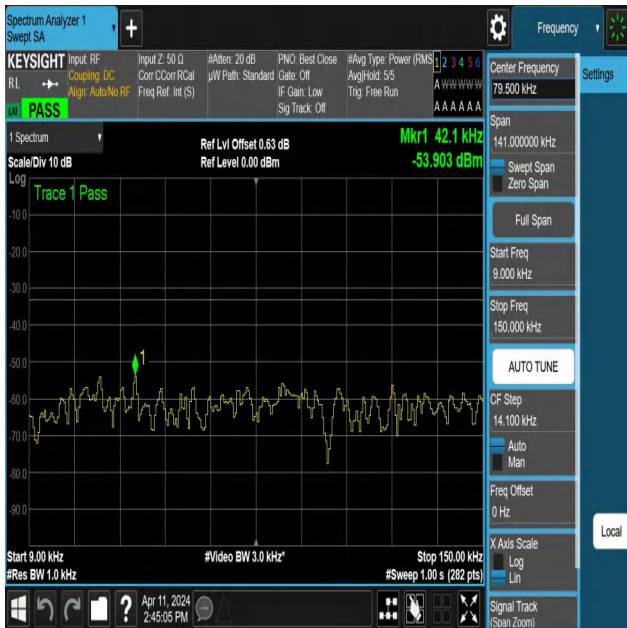 Spectrum Analyzer 1
Swept SA
+
Frequency
KEYSIGHT
RL
PASS
Input: RF
Coupling: DC
Align: Auto/No RF
Input Z: 50 Ω
Corr CCorr RCal
Freq Ref: Int (S)
#Atten: 20 dB
µW Path: Standard
PNO: Best Close
Gate: Off
IF Gain: Low
Sig Track: Off
#Avg Type: Power (RMS
Avg|Hold: 5/5
Trig: Free Run
1 2 3 4 5 6
A W W W W W
A A A A A A
1 Spectrum
Scale/Div 10 dB
Ref Lvl Offset 0.63 dB
Ref Level 0.00 dBm
Mkr1 42.1 kHz
-53.903 dBm
Log
Trace 1 Pass
-10.0
-20.0
-30.0
-40.0
-50.0
-60.0
-70.0
-80.0
-90.0
1
Start 9.00 kHz
#Res BW 1.0 kHz
#Video BW 3.0 kHz*
Stop 150.00 kHz
#Sweep 1.00 s (282 pts)
Center Frequency
79.500 kHz
Settings
Span
141.000000 kHz
Swept Span
Zero Span
Full Span
Start Freq
9.000 kHz
Stop Freq
150.000 kHz
AUTO TUNE
CF Step
14.100 kHz
Auto
Man
Freq Offset
0 Hz
Local
X Axis Scale
Log
Lin
Signal Track
(Span Zoom)
?
Apr 11, 2024
2:45:05 PM